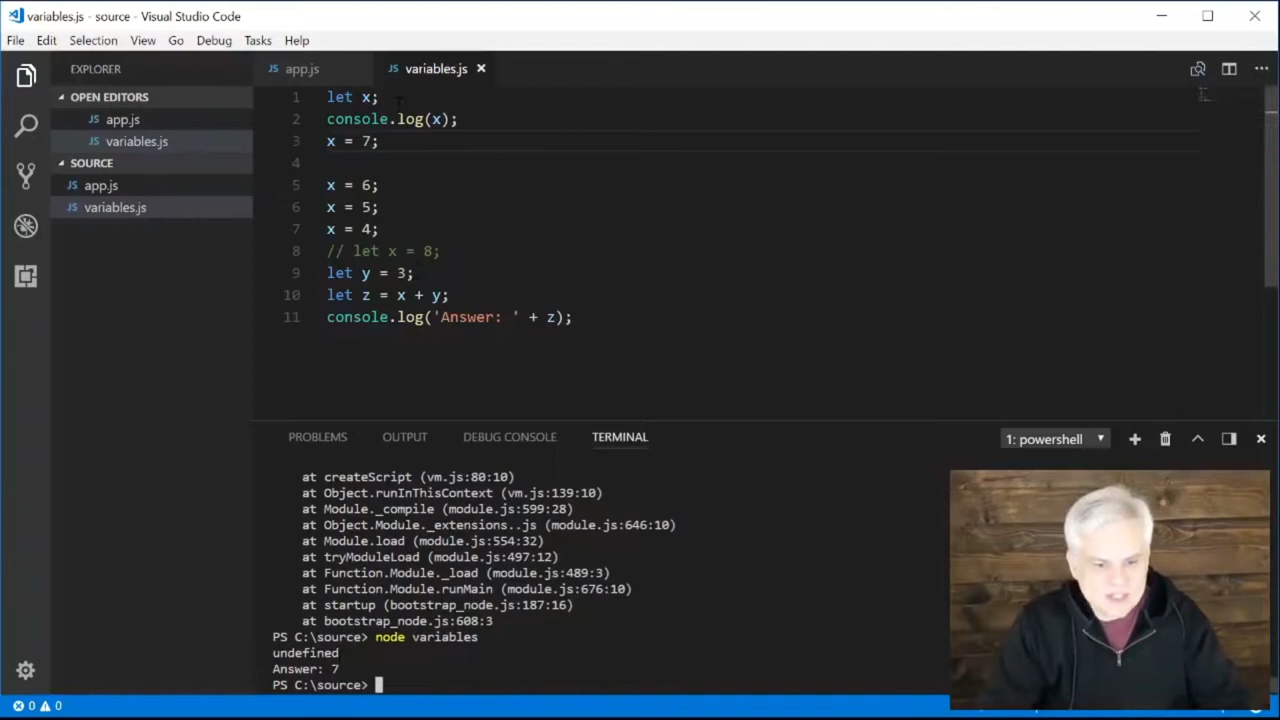 variables.js - source - Visual Studio Code
File Edit Selection View Go Debug Tasks Help
EXPLORER
OPEN EDITORS
JS app.js
JS variables.js
SOURCE
JS app.js
JS variables.js
JS app.js JS variables.js
1 let x;
2 console.log(x);
3 x = 7;
4
5 x = 6;
6 x = 5;
7 x = 4;
8 // let x = 8;
9 let y = 3;
10 let z = x + y;
11 console.log('Answer: ' + z);
PROBLEMS OUTPUT DEBUG CONSOLE TERMINAL 1: powershell
at createScript (vm.js:80:10)
at Object.runInThisContext (vm.js:139:10)
at Module._compile (module.js:599:28)
at Object.Module._extensions..js (module.js:646:10)
at Module.load (module.js:554:32)
at tryModuleLoad (module.js:497:12)
at Function.Module._load (module.js:489:3)
at Function.Module.runMain (module.js:676:10)
at startup (bootstrap_node.js:187:16)
at bootstrap_node.js:608:3
PS C:\source> node variables
undefined
Answer: 7
PS C:\source>
0 0